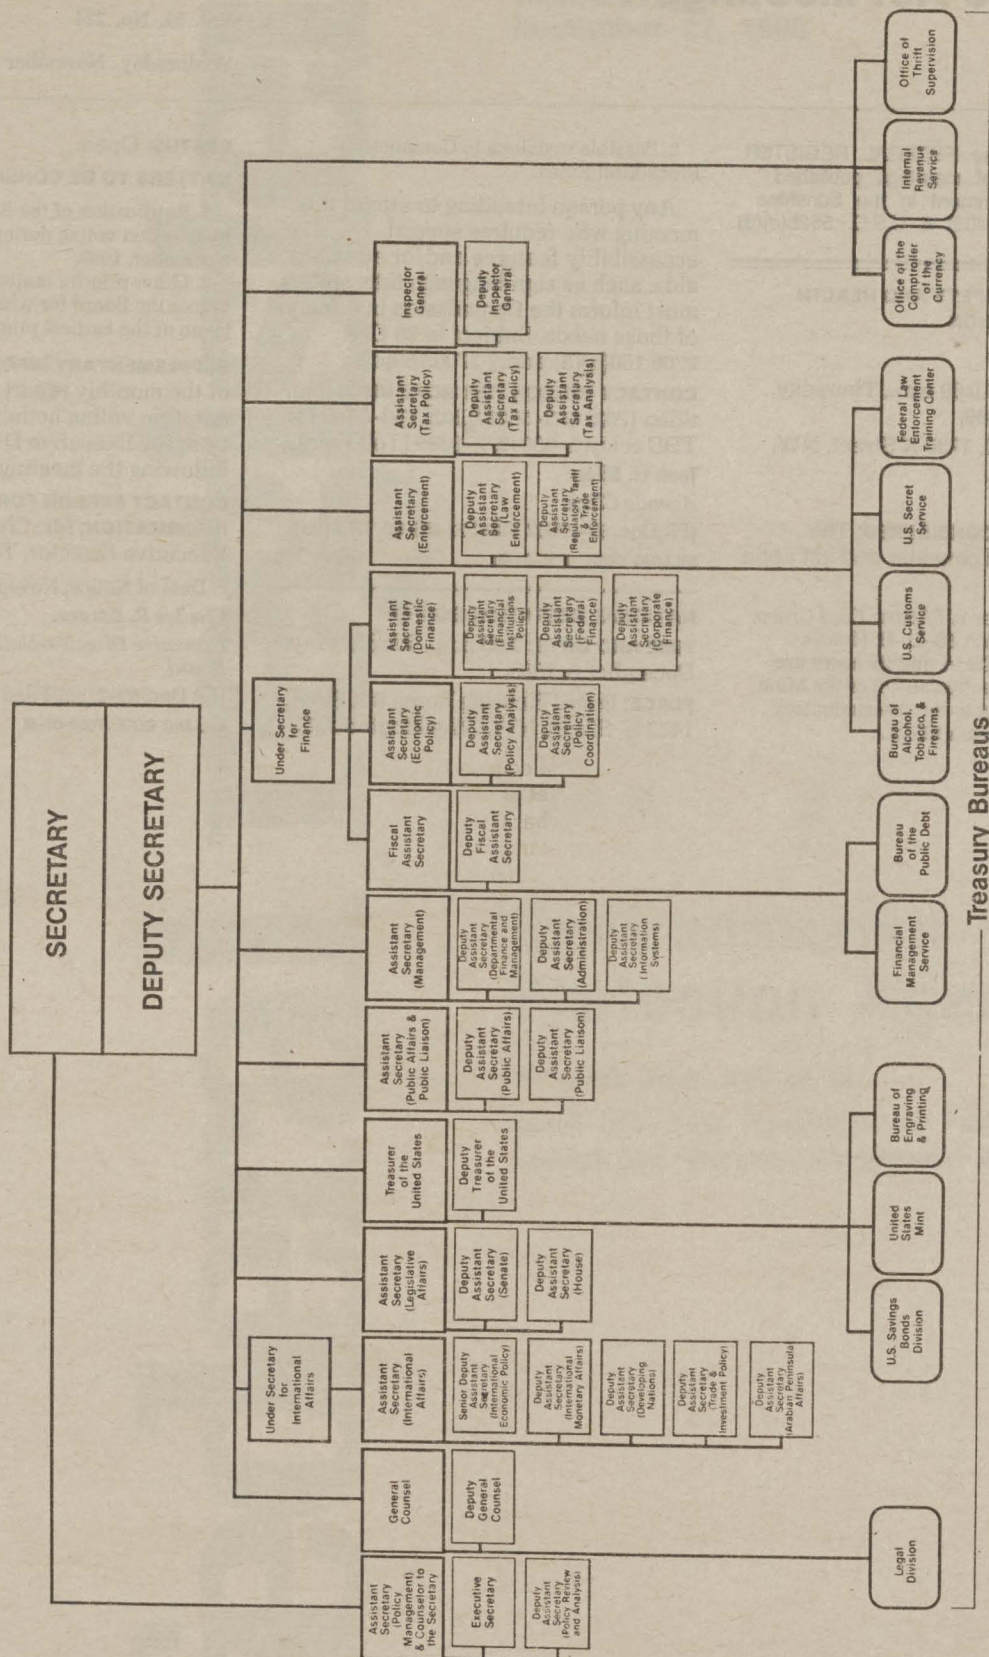 SECRETARY
DEPUTY SECRETARY
Under Secretary
for
International
Affairs
Under Secretary
for
Finance
Assistant
Secretary
(Policy
Management)
& Counselor to
the Secretary
Executive
Secretary
Deputy
Assistant
Secretary
(Policy Review
and Analysis)
General
Counsel
Deputy
General
Counsel
Assistant
Secretary
(International
Affairs)
Senior Deputy
Assistant
Secretary
(International
Economic Policy)
Deputy
Assistant
Secretary
(International
Monetary Affairs)
Deputy
Assistant
Secretary
(Developing
Nations)
Deputy
Assistant
Secretary
(Trade &
Investment Policy)
Deputy
Assistant
Secretary
(Arabian Peninsula
Affairs)
Assistant
Secretary
(Legislative
Affairs)
Deputy
Assistant
Secretary
(Senate)
Deputy
Assistant
Secretary
(House)
Treasurer
of the
United States
Deputy
Treasurer
of the
United States
Assistant
Secretary
(Public Affairs &
Public Liaison)
Deputy
Assistant
Secretary
(Public Affairs)
Deputy
Assistant
Secretary
(Public Liaison)
Assistant
Secretary
(Management)
Deputy
Assistant
Secretary
(Departmental
Finance and
Management)
Deputy
Assistant
Secretary
(Administration)
Deputy
Assistant
Secretary
(Information
Systems)
Fiscal
Assistant
Secretary
Deputy
Fiscal
Assistant
Secretary
Assistant
Secretary
(Economic
Policy)
Deputy
Assistant
Secretary
(Policy Analysis)
Deputy
Assistant
Secretary
(Policy
Coordination)
Assistant
Secretary
(Domestic
Finance)
Deputy
Assistant
Secretary
(Financial
Institutions
Policy)
Deputy
Assistant
Secretary
(Federal
Finance)
Deputy
Assistant
Secretary
(Corporate
Finance)
Assistant
Secretary
(Enforcement)
Deputy
Assistant
Secretary
(Law
Enforcement)
Deputy
Assistant
Secretary
(Regulatory, Tariff
& Trade
Enforcement)
Assistant
Secretary
(Tax Policy)
Deputy
Assistant
Secretary
(Tax Policy)
Deputy
Assistant
Secretary
(Tax Analysis)
Inspector
General
Deputy
Inspector
General
Legal
Division
U.S. Savings
Bonds
Division
United
States
Mint
Bureau of
Engraving
& Printing
Financial
Management
Service
Bureau
of the
Public Debt
Bureau of
Alcohol,
Tobacco, &
Firearms
U.S. Customs
Service
U.S. Secret
Service
Federal Law
Enforcement
Training Center
Office of the
Comptroller
of the
Currency
Internal
Revenue
Service
Office of
Thrift
Supervision
Treasury Bureaus